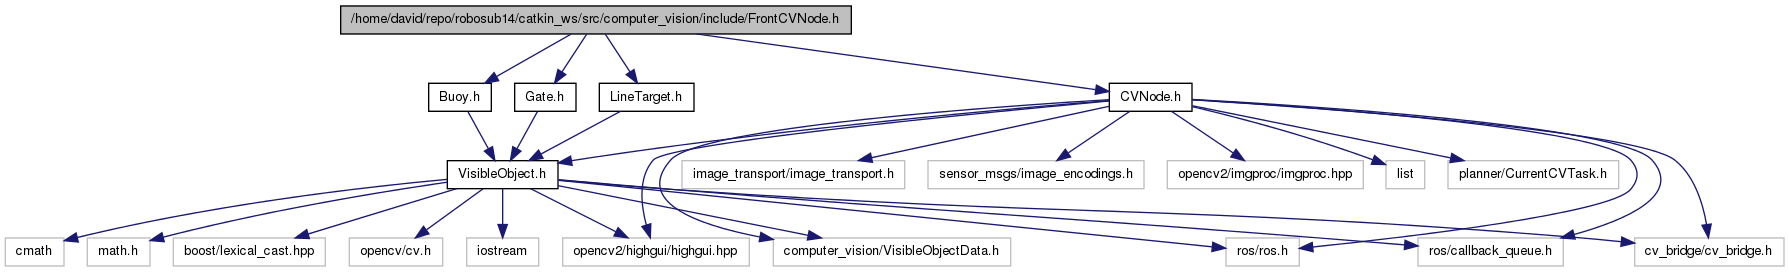 /home/david/repo/robosub14/catkin_ws/src/computer_vision/include/FrontCVNode.h
Buoy.h
Gate.h
LineTarget.h
CVNode.h
VisibleObject.h
image_transport/image_transport.h
sensor_msgs/image_encodings.h
opencv2/imgproc/imgproc.hpp
list
planner/CurrentCVTask.h
cmath
math.h
boost/lexical_cast.hpp
opencv/cv.h
iostream
opencv2/highgui/highgui.hpp
computer_vision/VisibleObjectData.h
ros/ros.h
ros/callback_queue.h
cv_bridge/cv_bridge.h